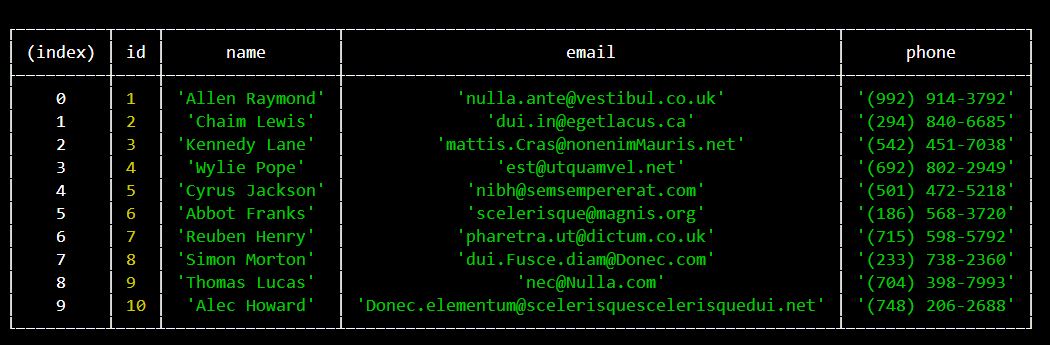 (index) id name email phone
0 1 'Allen Raymond' 'nulla.ante@vestibul.co.uk' '(992) 914-3792'
1 2 'Chaim Lewis' 'dui.in@egetlacus.ca' '(294) 840-6685'
2 3 'Kennedy Lane' 'mattis.Cras@nonenimMauris.net' '(542) 451-7038'
3 4 'Wylie Pope' 'est@utquamvel.net' '(692) 802-2949'
4 5 'Cyrus Jackson' 'nibh@semsempererat.com' '(501) 472-5218'
5 6 'Abbot Franks' 'scelerisque@magnis.org' '(186) 568-3720'
6 7 'Reuben Henry' 'pharetra.ut@dictum.co.uk' '(715) 598-5792'
7 8 'Simon Morton' 'dui.Fusce.diam@Donec.com' '(233) 738-2360'
8 9 'Thomas Lucas' 'nec@Nulla.com' '(704) 398-7993'
9 10 'Alec Howard' 'Donec.elementum@scelerisquescelerisquedui.net' '(748) 206-2688'